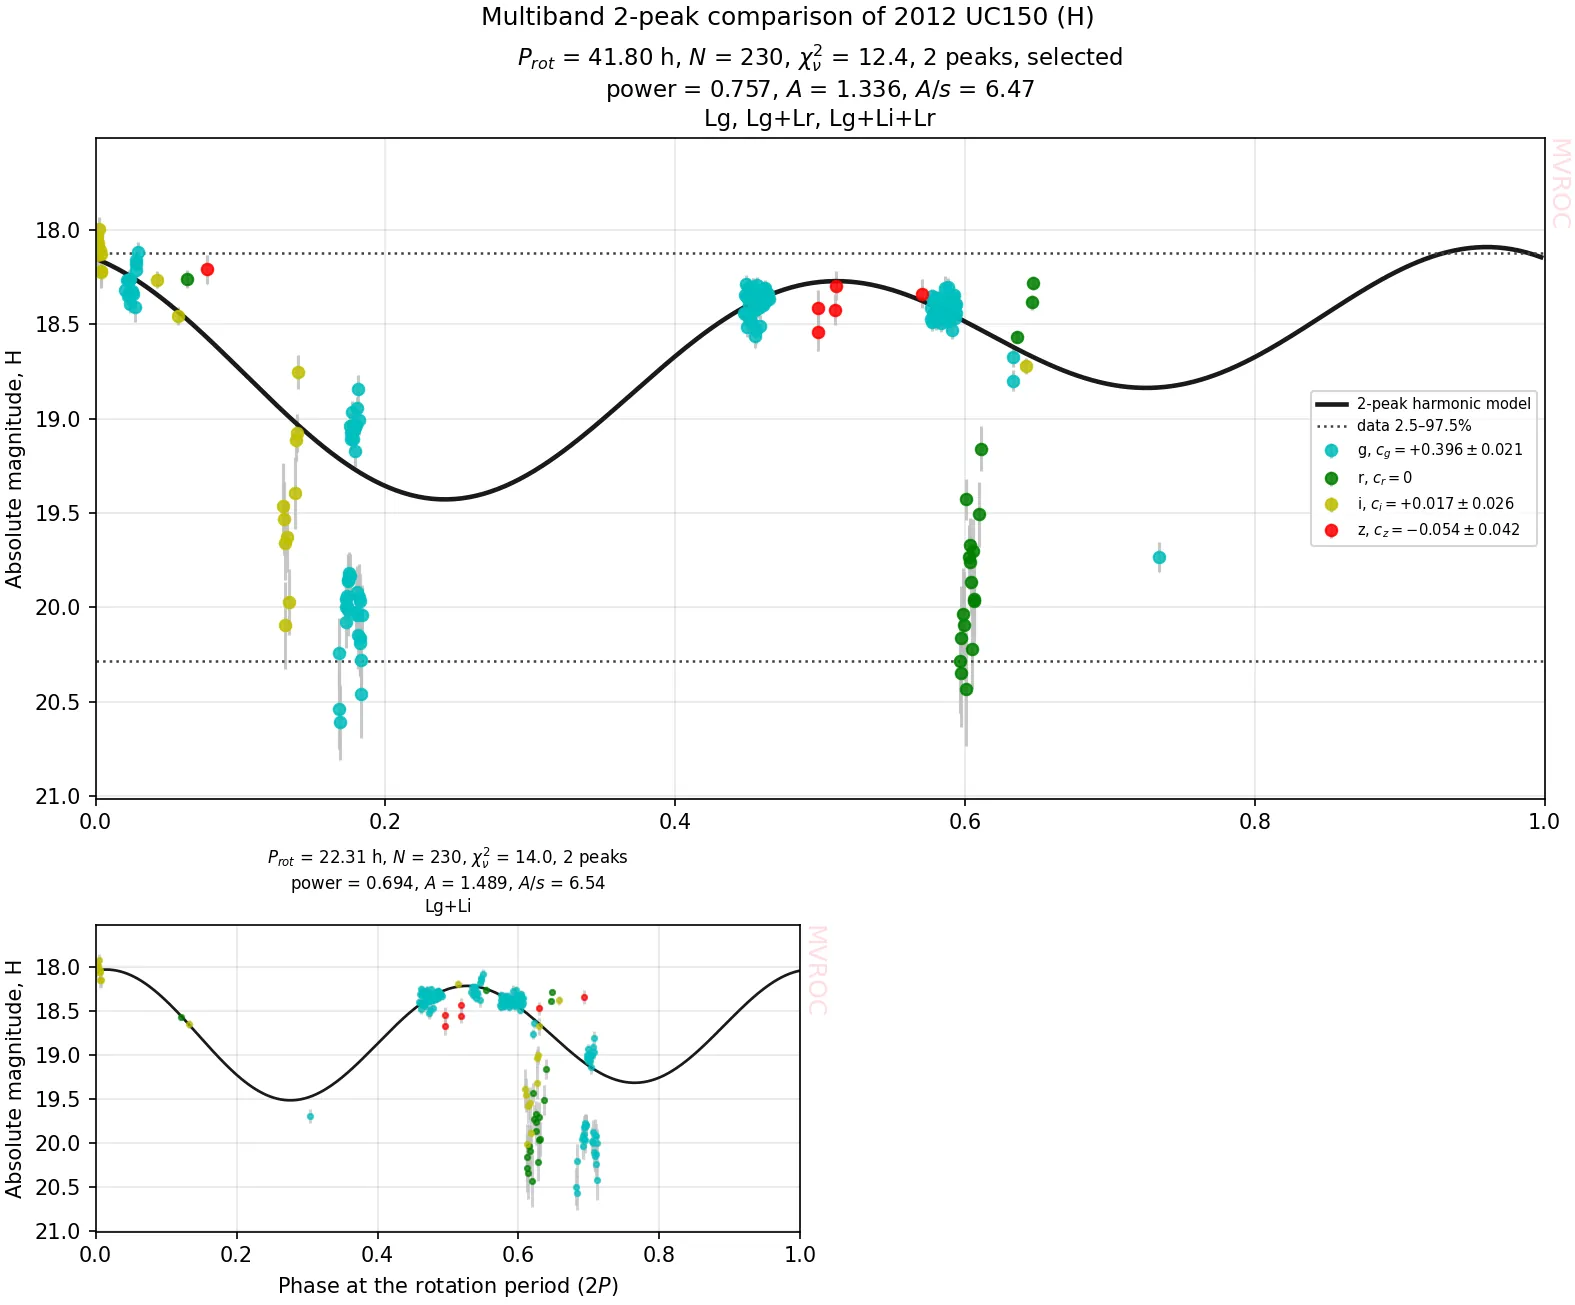 Multiband 2-peak comparison of 2012 UC150 (H)
P_rot = 41.80 h, N = 230, χ²_ν = 12.4, 2 peaks, selected
power = 0.757, A = 1.336, A/s = 6.47
Lg, Lg+Lr, Lg+Li+Lr
MVROC
Absolute magnitude, H
18.0
18.5
19.0
19.5
20.0
20.5
21.0
2-peak harmonic model
data 2.5–97.5%
g, c_g = +0.396 ± 0.021
r, c_r = 0
i, c_i = +0.017 ± 0.026
z, c_z = −0.054 ± 0.042
0.0 0.2 0.4 0.6 0.8 1.0
P_rot = 22.31 h, N = 230, χ²_ν = 14.0, 2 peaks
power = 0.694, A = 1.489, A/s = 6.54
Lg+Li
MVROC
Absolute magnitude, H
18.0
18.5
19.0
19.5
20.0
20.5
21.0
0.0 0.2 0.4 0.6 0.8 1.0
Phase at the rotation period (2P)